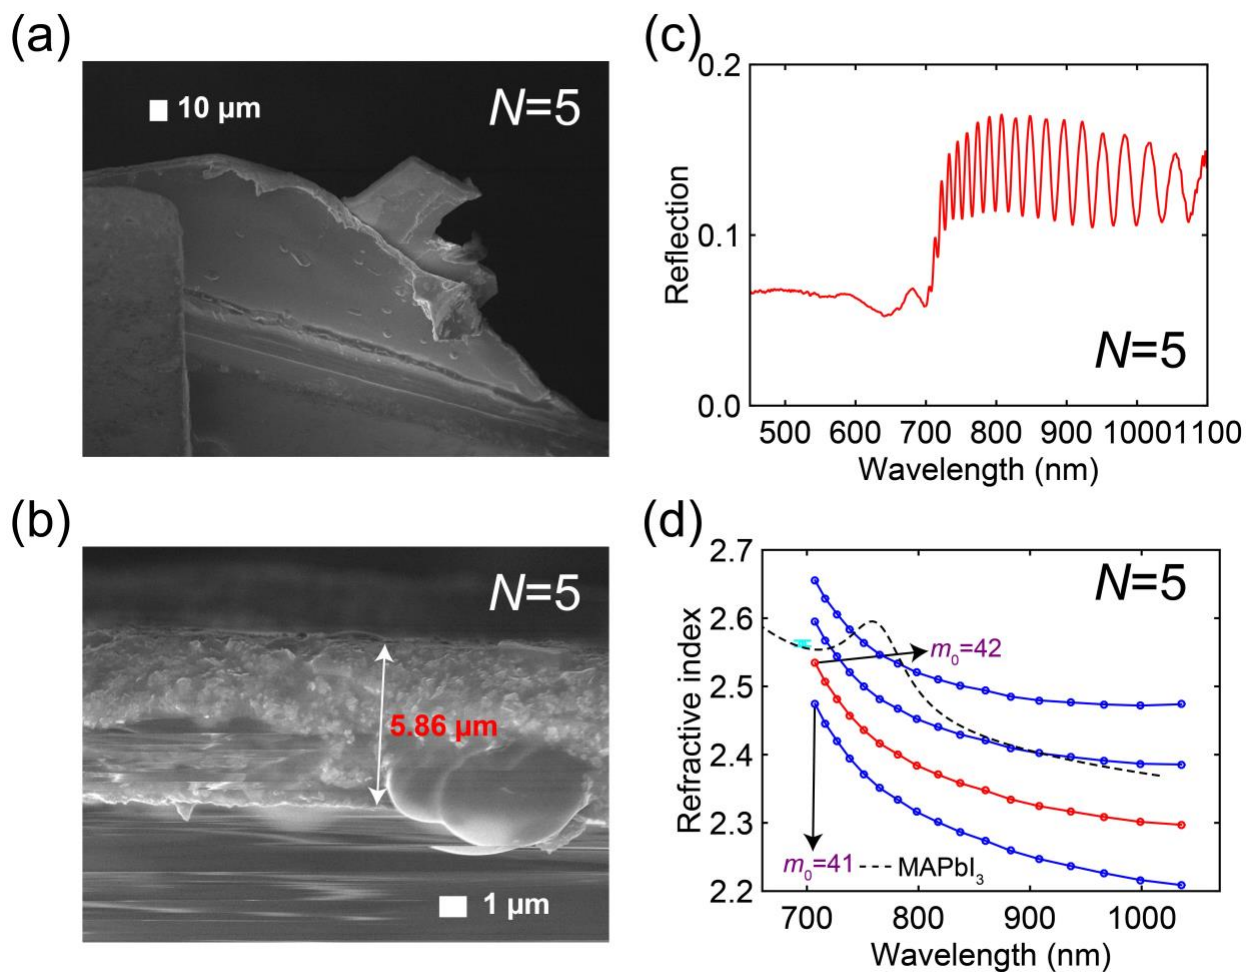 (a)
10 µm
N=5
(c)
0.2
0.1
0.0
Reflection
500 600 700 800 900 1000 1100
Wavelength (nm)
N=5
(b)
N=5
5.86 µm
1 µm
(d)
2.7
2.6
2.5
2.4
2.3
2.2
Refractive index
N=5
m₀=42
m₀=41
MAPbI₃
700 800 900 1000
Wavelength (nm)